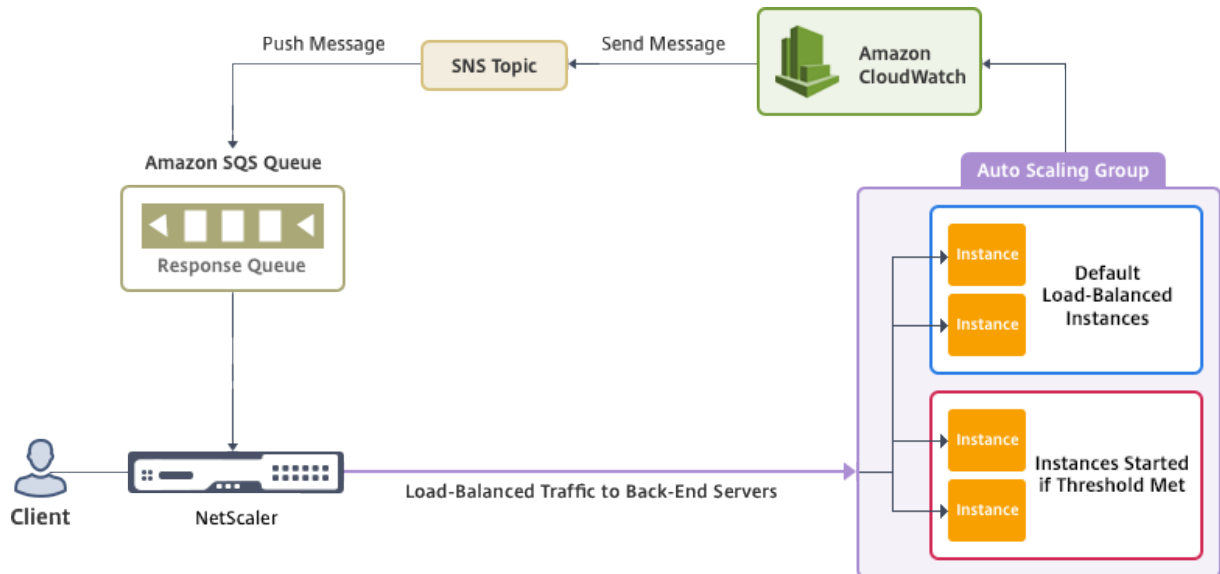 Push Message
SNS Topic
Send Message
Amazon
CloudWatch
Amazon SQS Queue
Response Queue
Auto Scaling Group
Instance
Instance
Default
Load-Balanced
Instances
Instance
Instance
Instances Started
if Threshold Met
Client
NetScaler
Load-Balanced Traffic to Back-End Servers